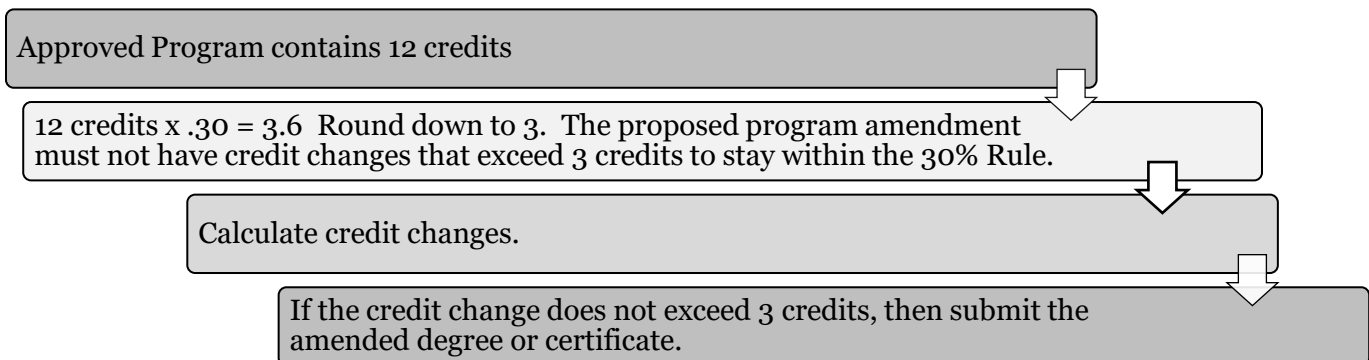 Approved Program contains 12 credits
12 credits x .30 = 3.6  Round down to 3.  The proposed program amendment
must not have credit changes that exceed 3 credits to stay within the 30% Rule.
Calculate credit changes.
If the credit change does not exceed 3 credits, then submit the
amended degree or certificate.